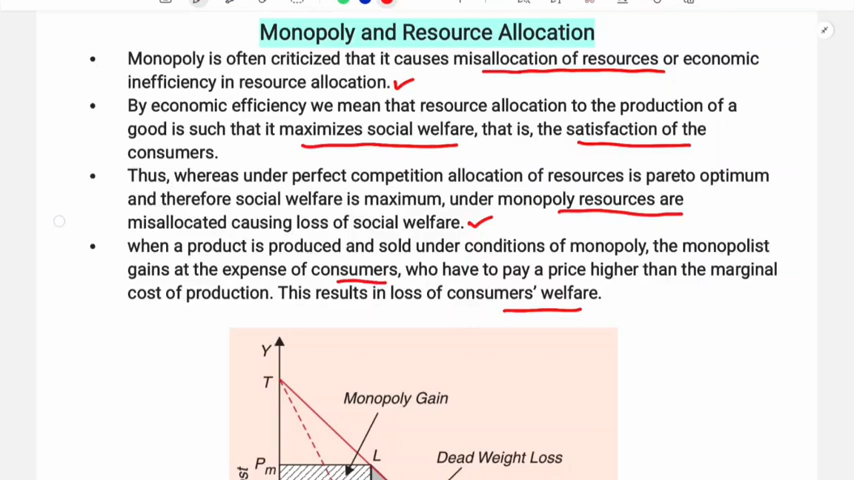 Monopoly and Resource Allocation
• Monopoly is often criticized that it causes misallocation of resources or economic
inefficiency in resource allocation.
• By economic efficiency we mean that resource allocation to the production of a
good is such that it maximizes social welfare, that is, the satisfaction of the
consumers.
• Thus, whereas under perfect competition allocation of resources is pareto optimum
and therefore social welfare is maximum, under monopoly resources are
misallocated causing loss of social welfare.
• when a product is produced and sold under conditions of monopoly, the monopolist
gains at the expense of consumers, who have to pay a price higher than the marginal
cost of production. This results in loss of consumers' welfare.
Y
T
Monopoly Gain
L
Dead Weight Loss
Pm